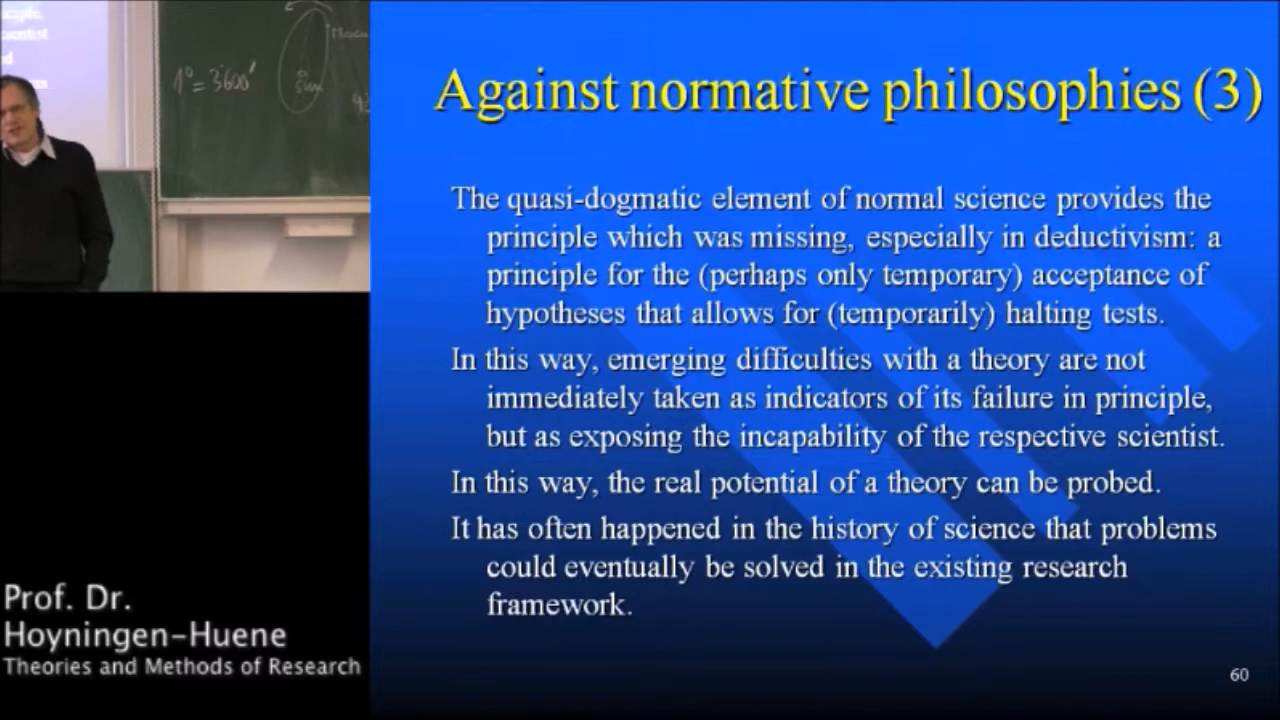 Against normative philosophies (3)
The quasi-dogmatic element of normal science provides the
principle which was missing, especially in deductivism: a
principle for the (perhaps only temporary) acceptance of
hypotheses that allows for (temporarily) halting tests.
In this way, emerging difficulties with a theory are not
immediately taken as indicators of its failure in principle,
but as exposing the incapability of the respective scientist.
In this way, the real potential of a theory can be probed.
It has often happened in the history of science that problems
could eventually be solved in the existing research
framework.
60
1° = 3600'
Sun
Prof. Dr.
Hoyningen-Huene
Theories and Methods of Research